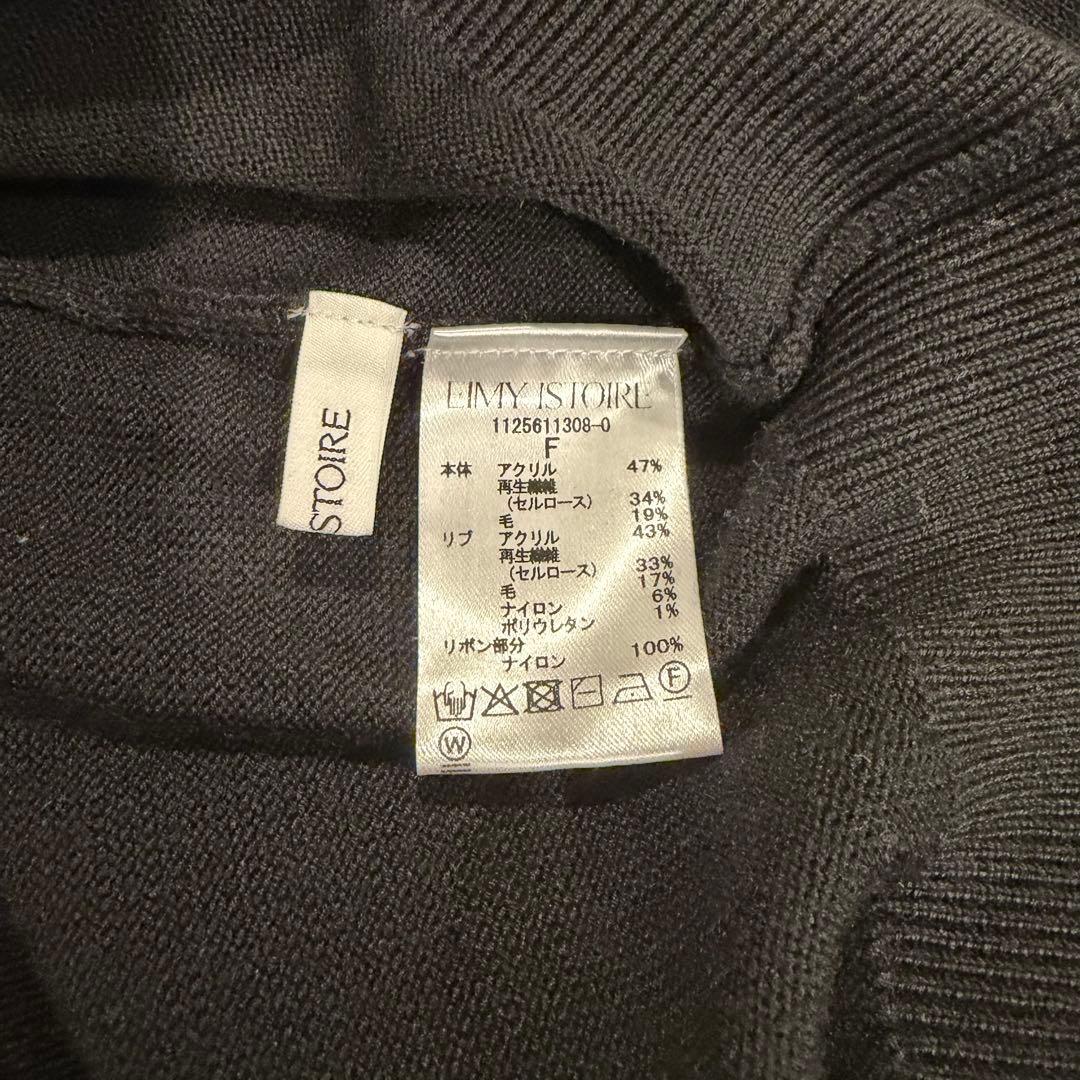 STOIRE
EIMY ISTOIRE
1125611308-0
F
本体 アクリル 47%
再生繊維
(セルロース) 34%
毛 19%
リブ アクリル 43%
再生繊維
(セルロース) 33%
毛 17%
ナイロン 6%
ポリウレタン 1%
リボン部分
ナイロン 100%
F
W